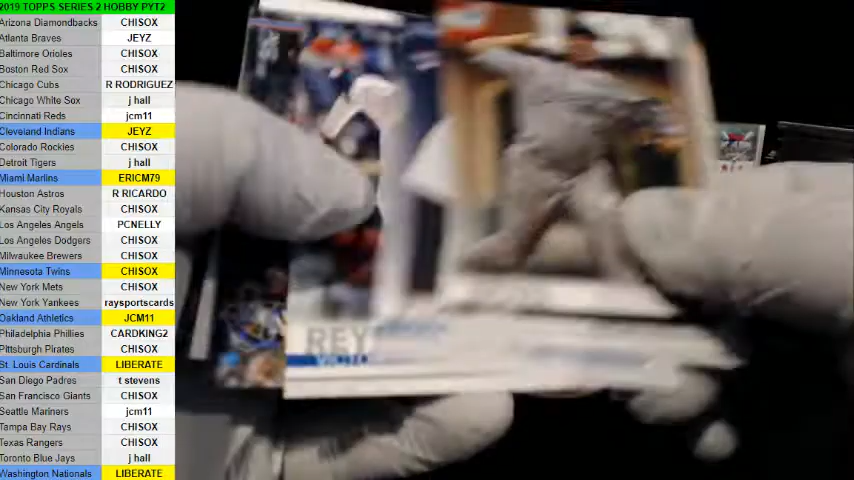 2019 TOPPS SERIES 2 HOBBY PYT2
Arizona Diamondbacks CHISOX
Atlanta Braves JEYZ
Baltimore Orioles CHISOX
Boston Red Sox CHISOX
Chicago Cubs R RODRIGUEZ
Chicago White Sox j hall
Cincinnati Reds jcm11
Cleveland Indians JEYZ
Colorado Rockies CHISOX
Detroit Tigers j hall
Miami Marlins ERICM79
Houston Astros R RICARDO
Kansas City Royals CHISOX
Los Angeles Angels PCNELLY
Los Angeles Dodgers CHISOX
Milwaukee Brewers CHISOX
Minnesota Twins CHISOX
New York Mets CHISOX
New York Yankees raysportscards
Oakland Athletics JCM11
Philadelphia Phillies CARDKING2
Pittsburgh Pirates CHISOX
St. Louis Cardinals LIBERATE
San Diego Padres t stevens
San Francisco Giants CHISOX
Seattle Mariners jcm11
Tampa Bay Rays CHISOX
Texas Rangers CHISOX
Toronto Blue Jays j hall
Washington Nationals LIBERATE
REY
VICTO